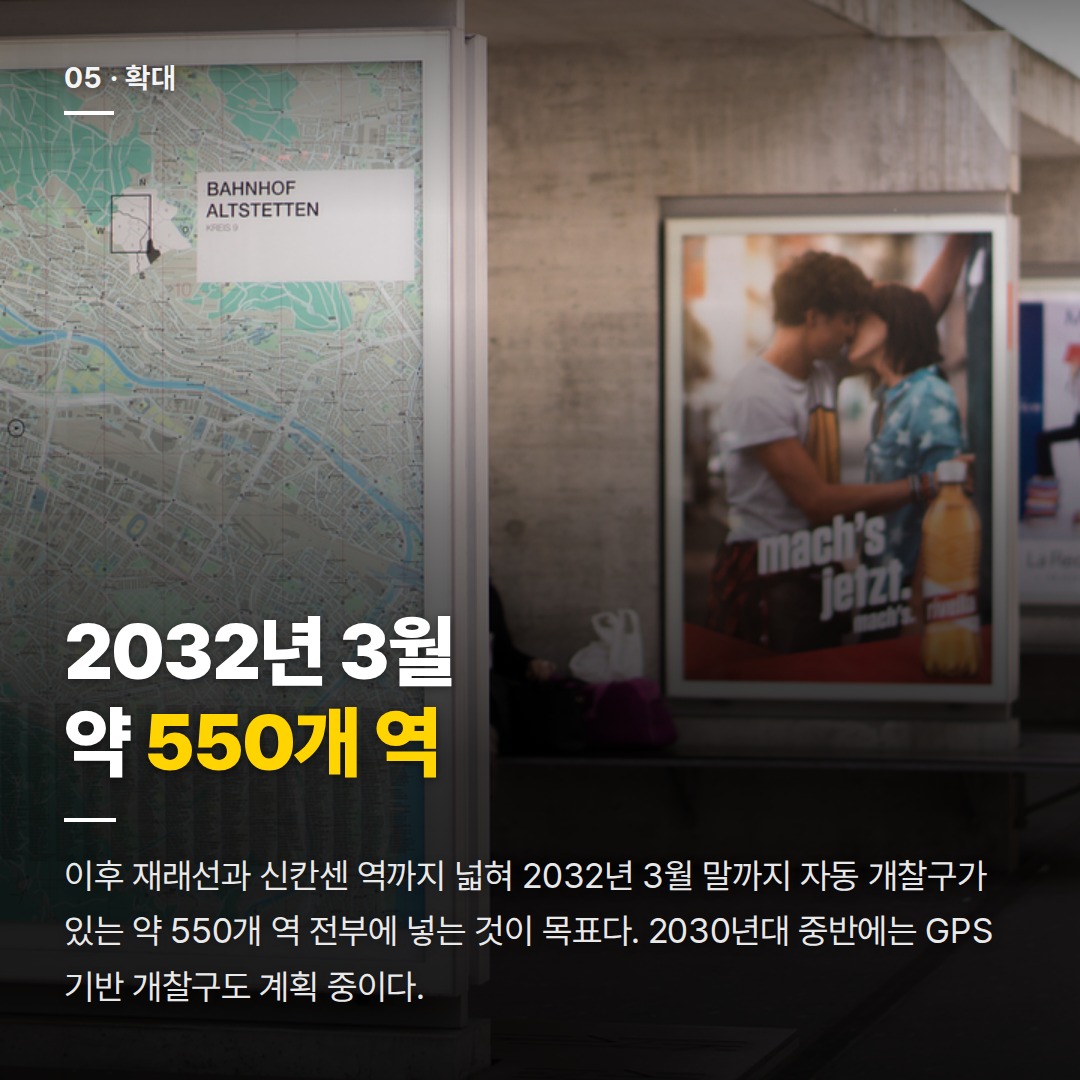 05 · 확대
BAHNHOF
ALTSTETTEN
KREIS 9
mach's
jetzt.
mach's. rivella
2032년 3월
약 550개 역
이후 재래선과 신칸센 역까지 넓혀 2032년 3월 말까지 자동 개찰구가
있는 약 550개 역 전부에 넣는 것이 목표다. 2030년대 중반에는 GPS
기반 개찰구도 계획 중이다.